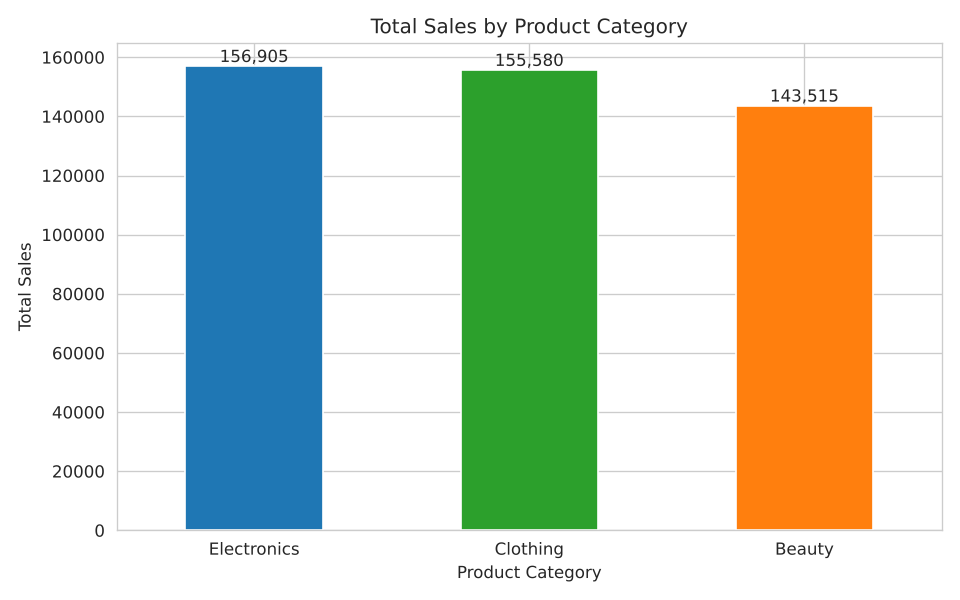 Total Sales by Product Category
160000
140000
120000
100000
80000
60000
40000
20000
0
Total Sales
156,905
155,580
143,515
Electronics
Clothing
Beauty
Product Category